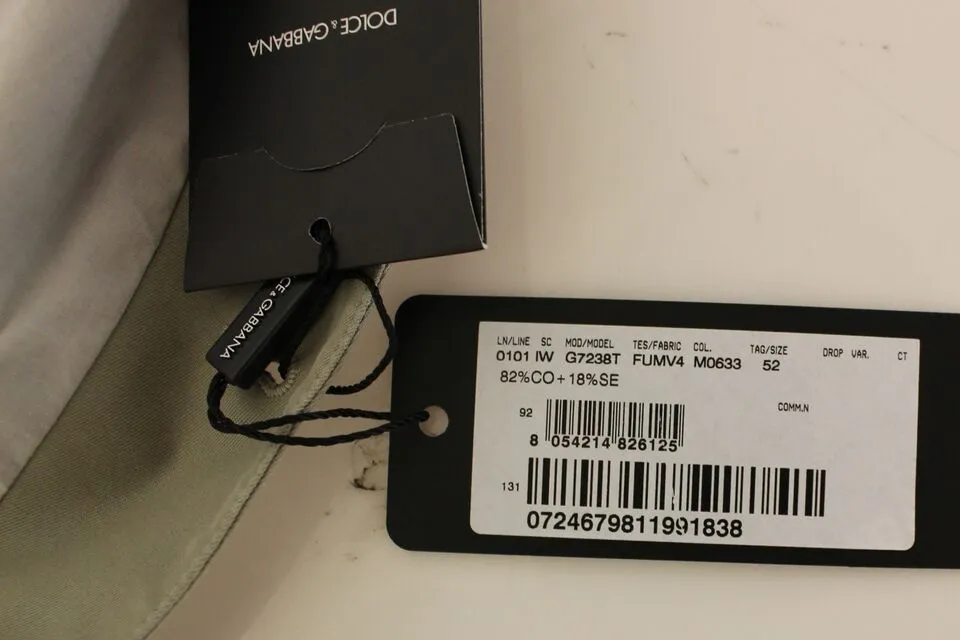 DOLCE & GABBANA
CE & GABBANA
LN/LINE SC MOD/MODEL TES/FABRIC COL. TAG/SIZE DROP VAR. CT
0101 IW G7238T FUMV4 M0633 52
82%CO+18%SE
COMM.N
92
8 054214 826125
131
0724679811991838